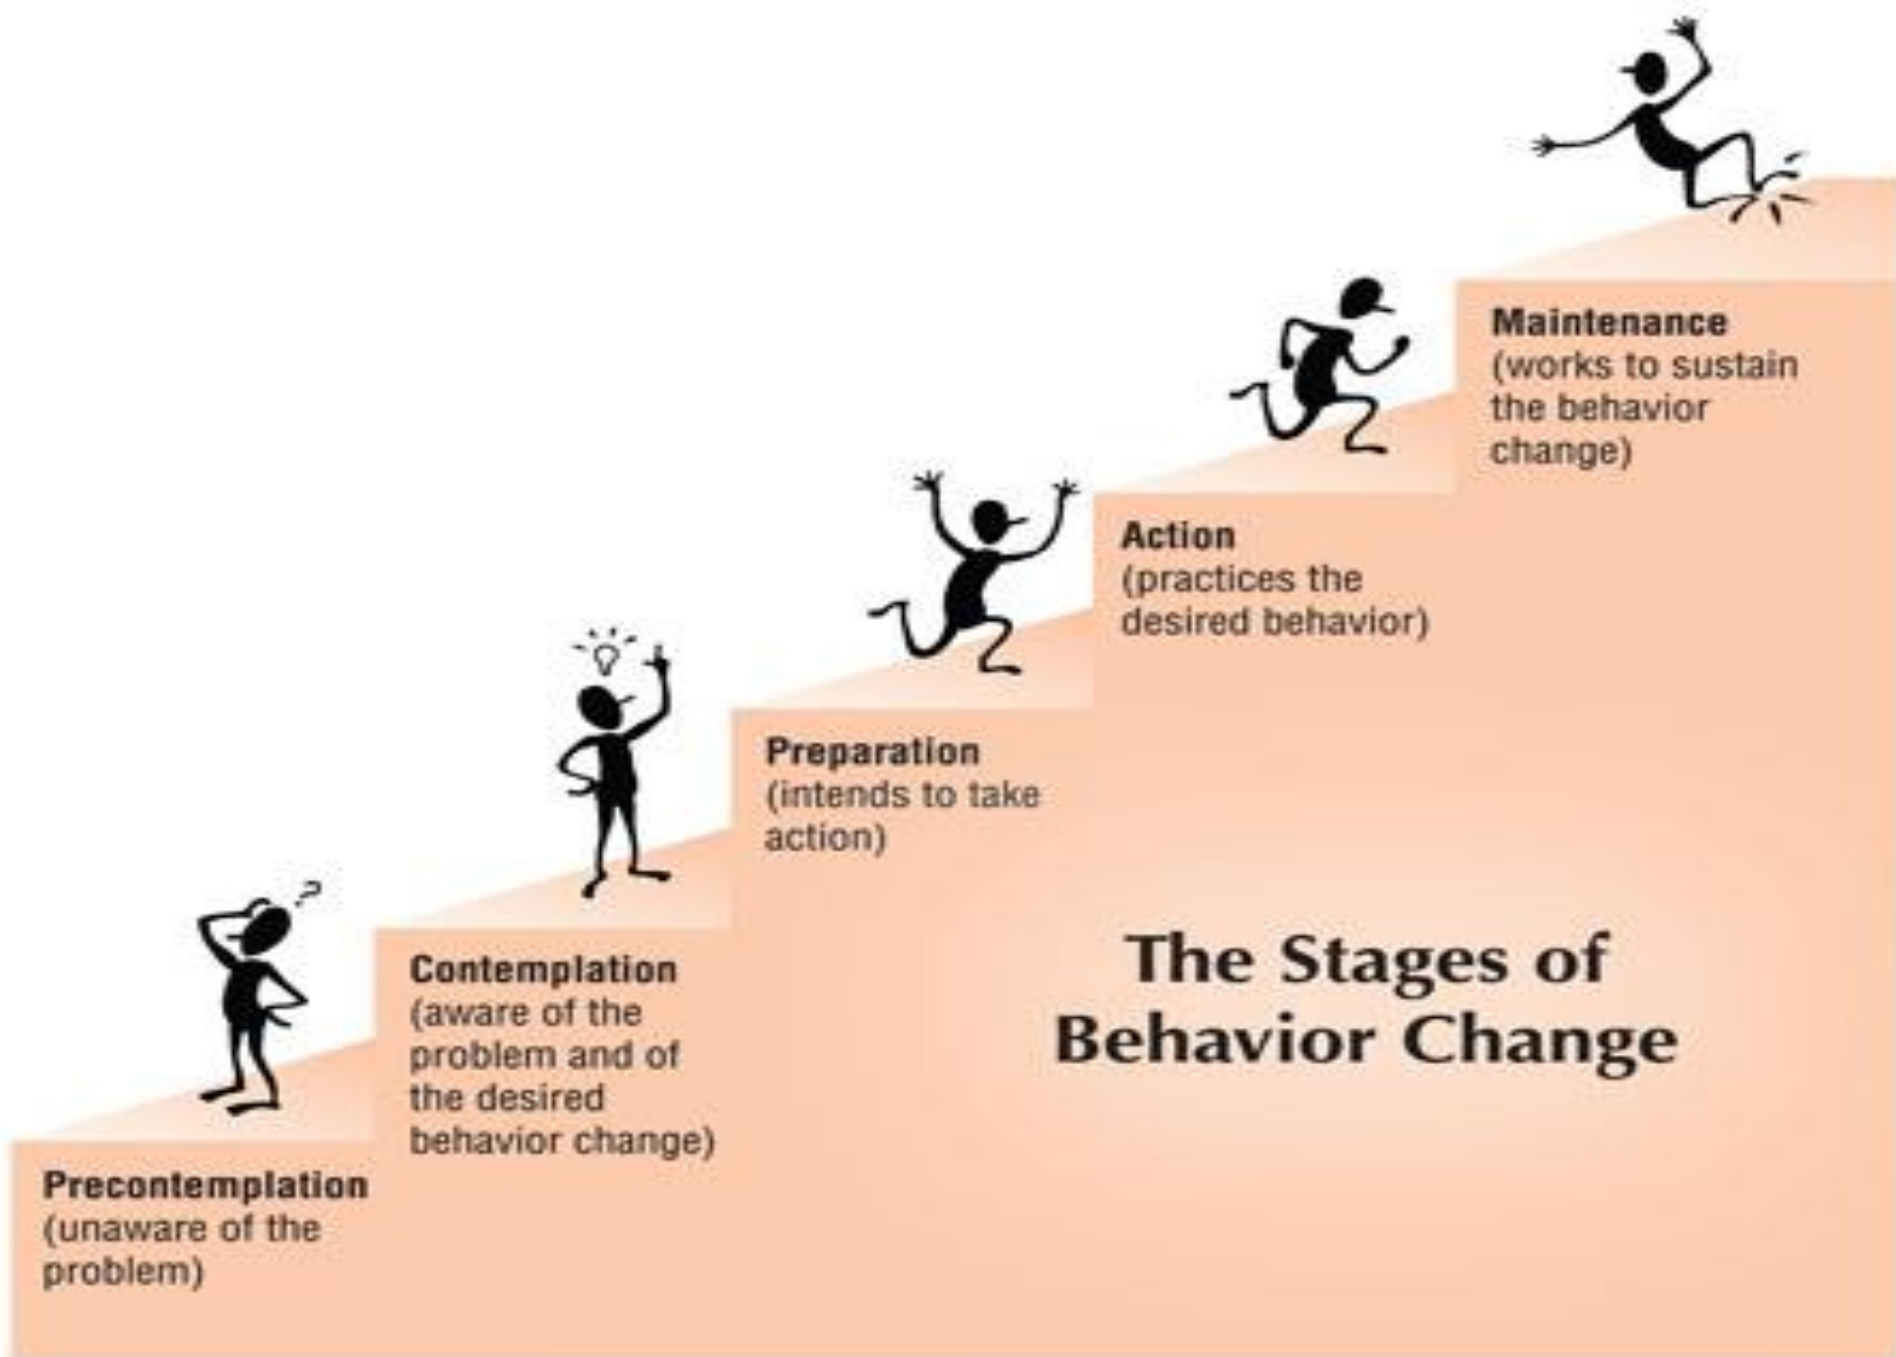 Maintenance
(works to sustain
the behavior
change)
Action
(practices the
desired behavior)
Preparation
(intends to take
action)
Contemplation
(aware of the
problem and of
the desired
behavior change)
Precontemplation
(unaware of the
problem)
The Stages of
Behavior Change
?